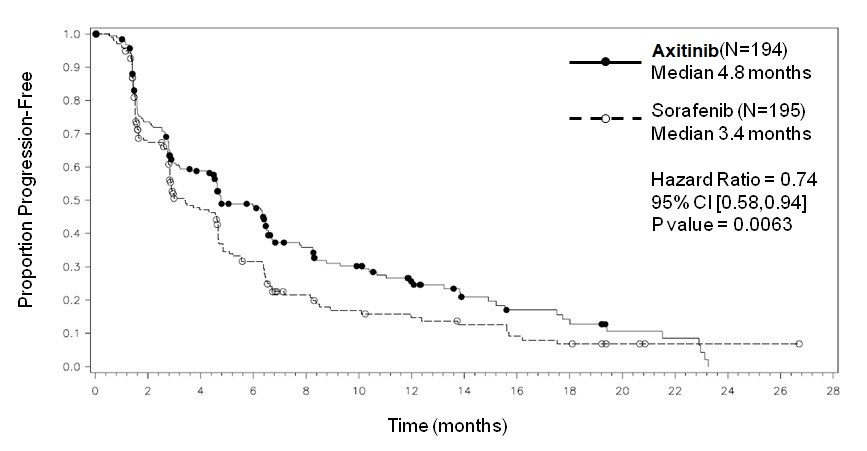 Axitinib(N=194)
Median 4.8 months
Sorafenib (N=195)
Median 3.4 months
Hazard Ratio = 0.74
95% CI [0.58,0.94]
P value = 0.0063
Proportion Progression-Free
1.0
0.9
0.8
0.7
0.6
0.5
0.4
0.3
0.2
0.1
0.0
0 2 4 6 8 10 12 14 16 18 20 22 24 26 28
Time (months)